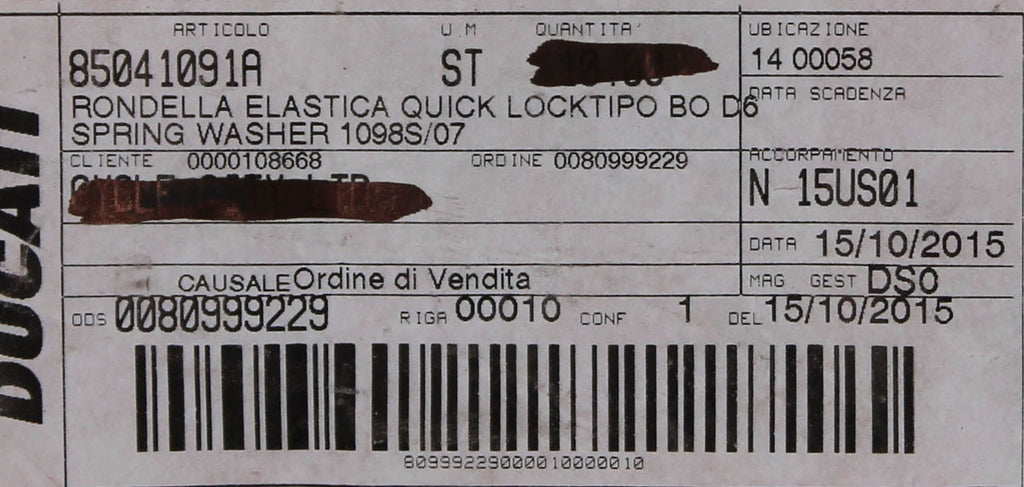 DUCATI
ARTICOLO U M QUANTITA' UBICAZIONE
85041091A ST 14 00058
RONDELLA ELASTICA QUICK LOCKTIPO BO D6 DATA SCADENZA
SPRING WASHER 1098S/07
CLIENTE 0000108668 ORDINE 0080999229 ACCORPAMENTO
N 15US01
DATA 15/10/2015
CAUSALE Ordine di Vendita MAG GEST DS0
ODS 0080999229 RIGA 00010 CONF 1 DEL 15/10/2015
80999229000010000010